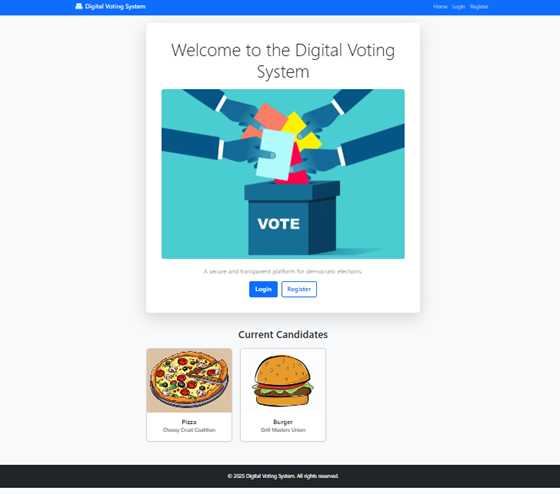 Digital Voting System
Home Login Register
Welcome to the Digital Voting
System
VOTE
A secure and transparent platform for democratic elections.
Login Register
Current Candidates
Pizza
Cheesy Crust Coalition
Burger
Grill Masters Union
© 2025 Digital Voting System. All rights reserved.